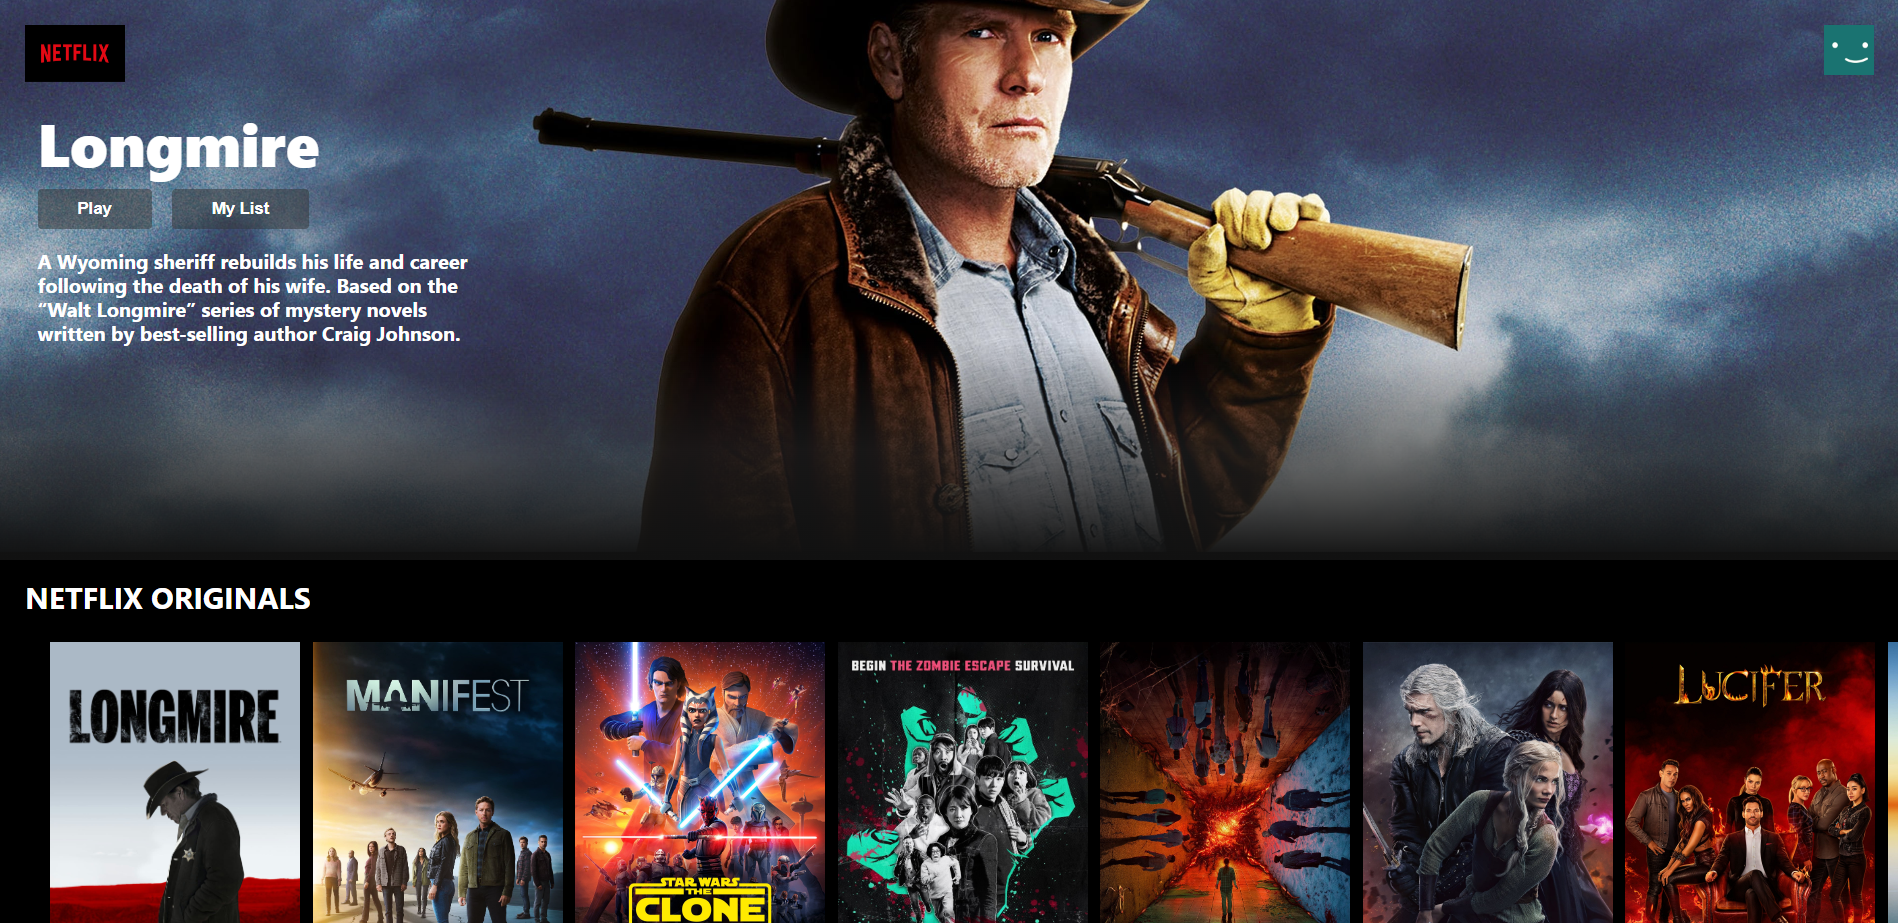 NETFLIX
Longmire
Play
My List
A Wyoming sheriff rebuilds his life and career
following the death of his wife. Based on the
“Walt Longmire” series of mystery novels
written by best-selling author Craig Johnson.
NETFLIX ORIGINALS
LONGMIRE
MANIFEST
STAR WARS
THE
CLONE
BEGIN THE ZOMBIE ESCAPE SURVIVAL
LUCIFER